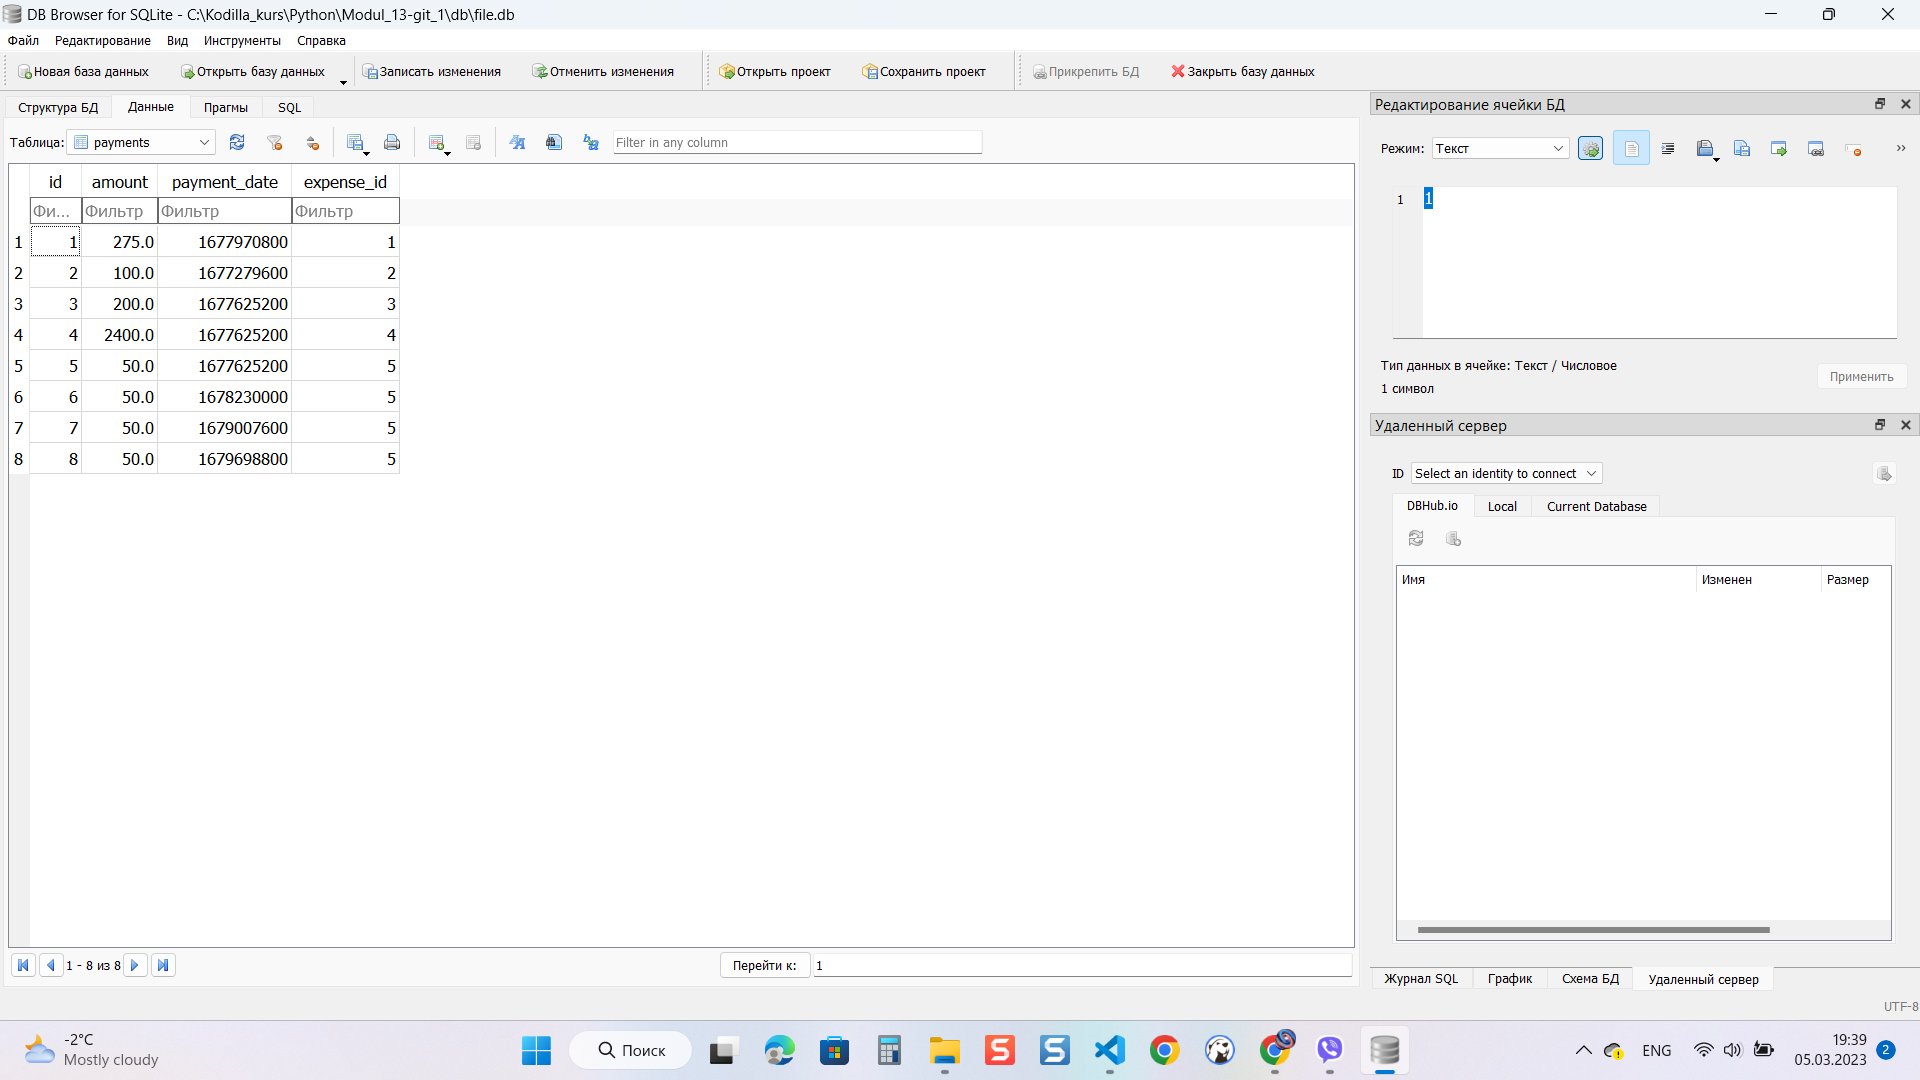 DB Browser for SQLite - C:\Kodilla_kurs\Python\Modul_13-git_1\db\file.db
Файл Редактирование Вид Инструменты Справка
Новая база данных Открыть базу данных Записать изменения Отменить изменения Открыть проект Сохранить проект Прикрепить БД Закрыть базу данных
Структура БД Данные Прагмы SQL
Таблица: payments Filter in any column
id amount payment_date expense_id
Фи... Фильтр Фильтр Фильтр
1 1 275.0 1677970800 1
2 2 100.0 1677279600 2
3 3 200.0 1677625200 3
4 4 2400.0 1677625200 4
5 5 50.0 1677625200 5
6 6 50.0 1678230000 5
7 7 50.0 1679007600 5
8 8 50.0 1679698800 5
1 - 8 из 8 Перейти к: 1
Редактирование ячейки БД
Режим: Текст
1 1
Тип данных в ячейке: Текст / Числовое
1 символ
Применить
Удаленный сервер
ID Select an identity to connect
DBHub.io Local Current Database
Имя Изменен Размер
Журнал SQL График Схема БД Удаленный сервер
UTF-8
-2°C
Mostly cloudy
Поиск
ENG
19:39
05.03.2023
2